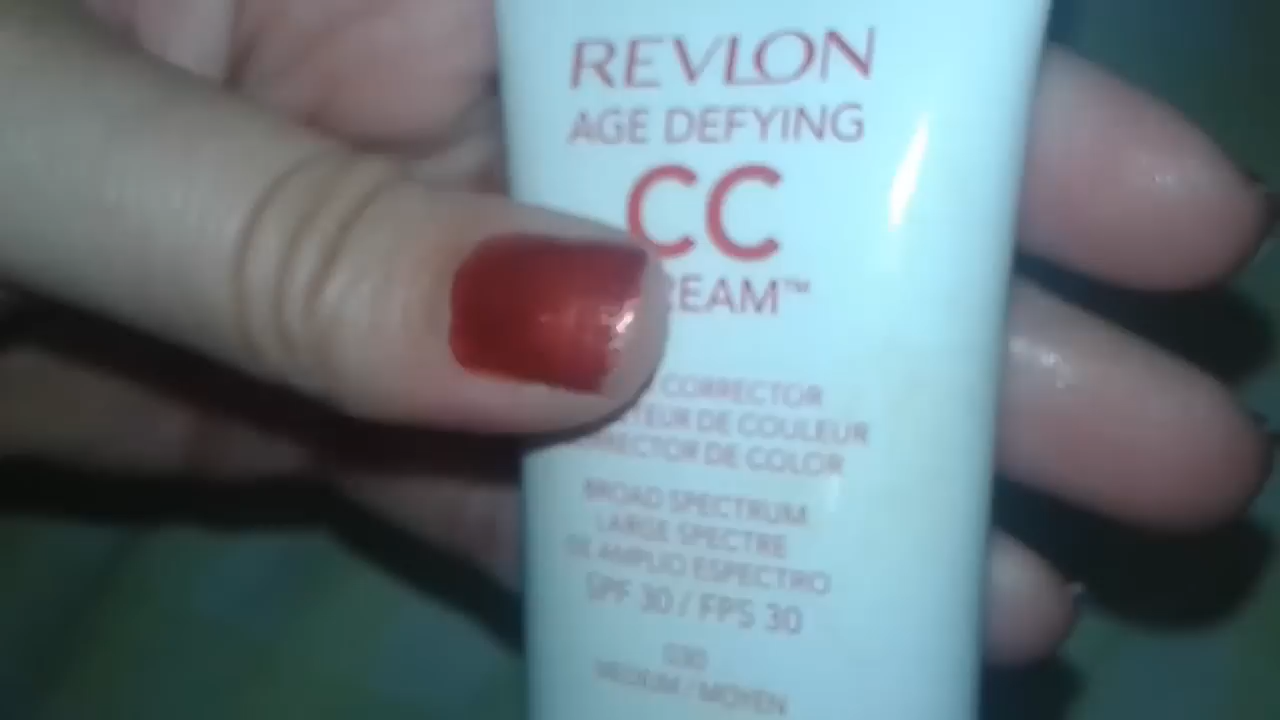 REVLON
AGE DEFYING
CC
REAM™
CORRECTOR
TEUR DE COULEUR
RECTOR DE COLOR
BROAD SPECTRUM
LARGE SPECTRE
DE AMPLIO ESPECTRO
SPF 30 / FPS 30
030
MEDIUM / MOYEN